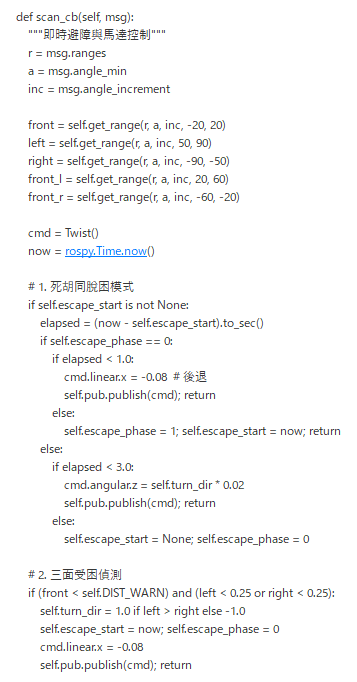 def scan_cb(self, msg):
    """即時避障與馬達控制"""
    r = msg.ranges
    a = msg.angle_min
    inc = msg.angle_increment

    front = self.get_range(r, a, inc, -20, 20)
    left = self.get_range(r, a, inc, 50, 90)
    right = self.get_range(r, a, inc, -90, -50)
    front_l = self.get_range(r, a, inc, 20, 60)
    front_r = self.get_range(r, a, inc, -60, -20)

    cmd = Twist()
    now = rospy.Time.now()

    # 1. 死胡同脫困模式
    if self.escape_start is not None:
        elapsed = (now - self.escape_start).to_sec()
        if self.escape_phase == 0:
            if elapsed < 1.0:
                cmd.linear.x = -0.08  # 後退
                self.pub.publish(cmd); return
            else:
                self.escape_phase = 1; self.escape_start = now; return
        else:
            if elapsed < 3.0:
                cmd.angular.z = self.turn_dir * 0.02
                self.pub.publish(cmd); return
            else:
                self.escape_start = None; self.escape_phase = 0

    # 2. 三面受困偵測
    if (front < self.DIST_WARN) and (left < 0.25 or right < 0.25):
        self.turn_dir = 1.0 if left > right else -1.0
        self.escape_start = now; self.escape_phase = 0
        cmd.linear.x = -0.08
        self.pub.publish(cmd); return